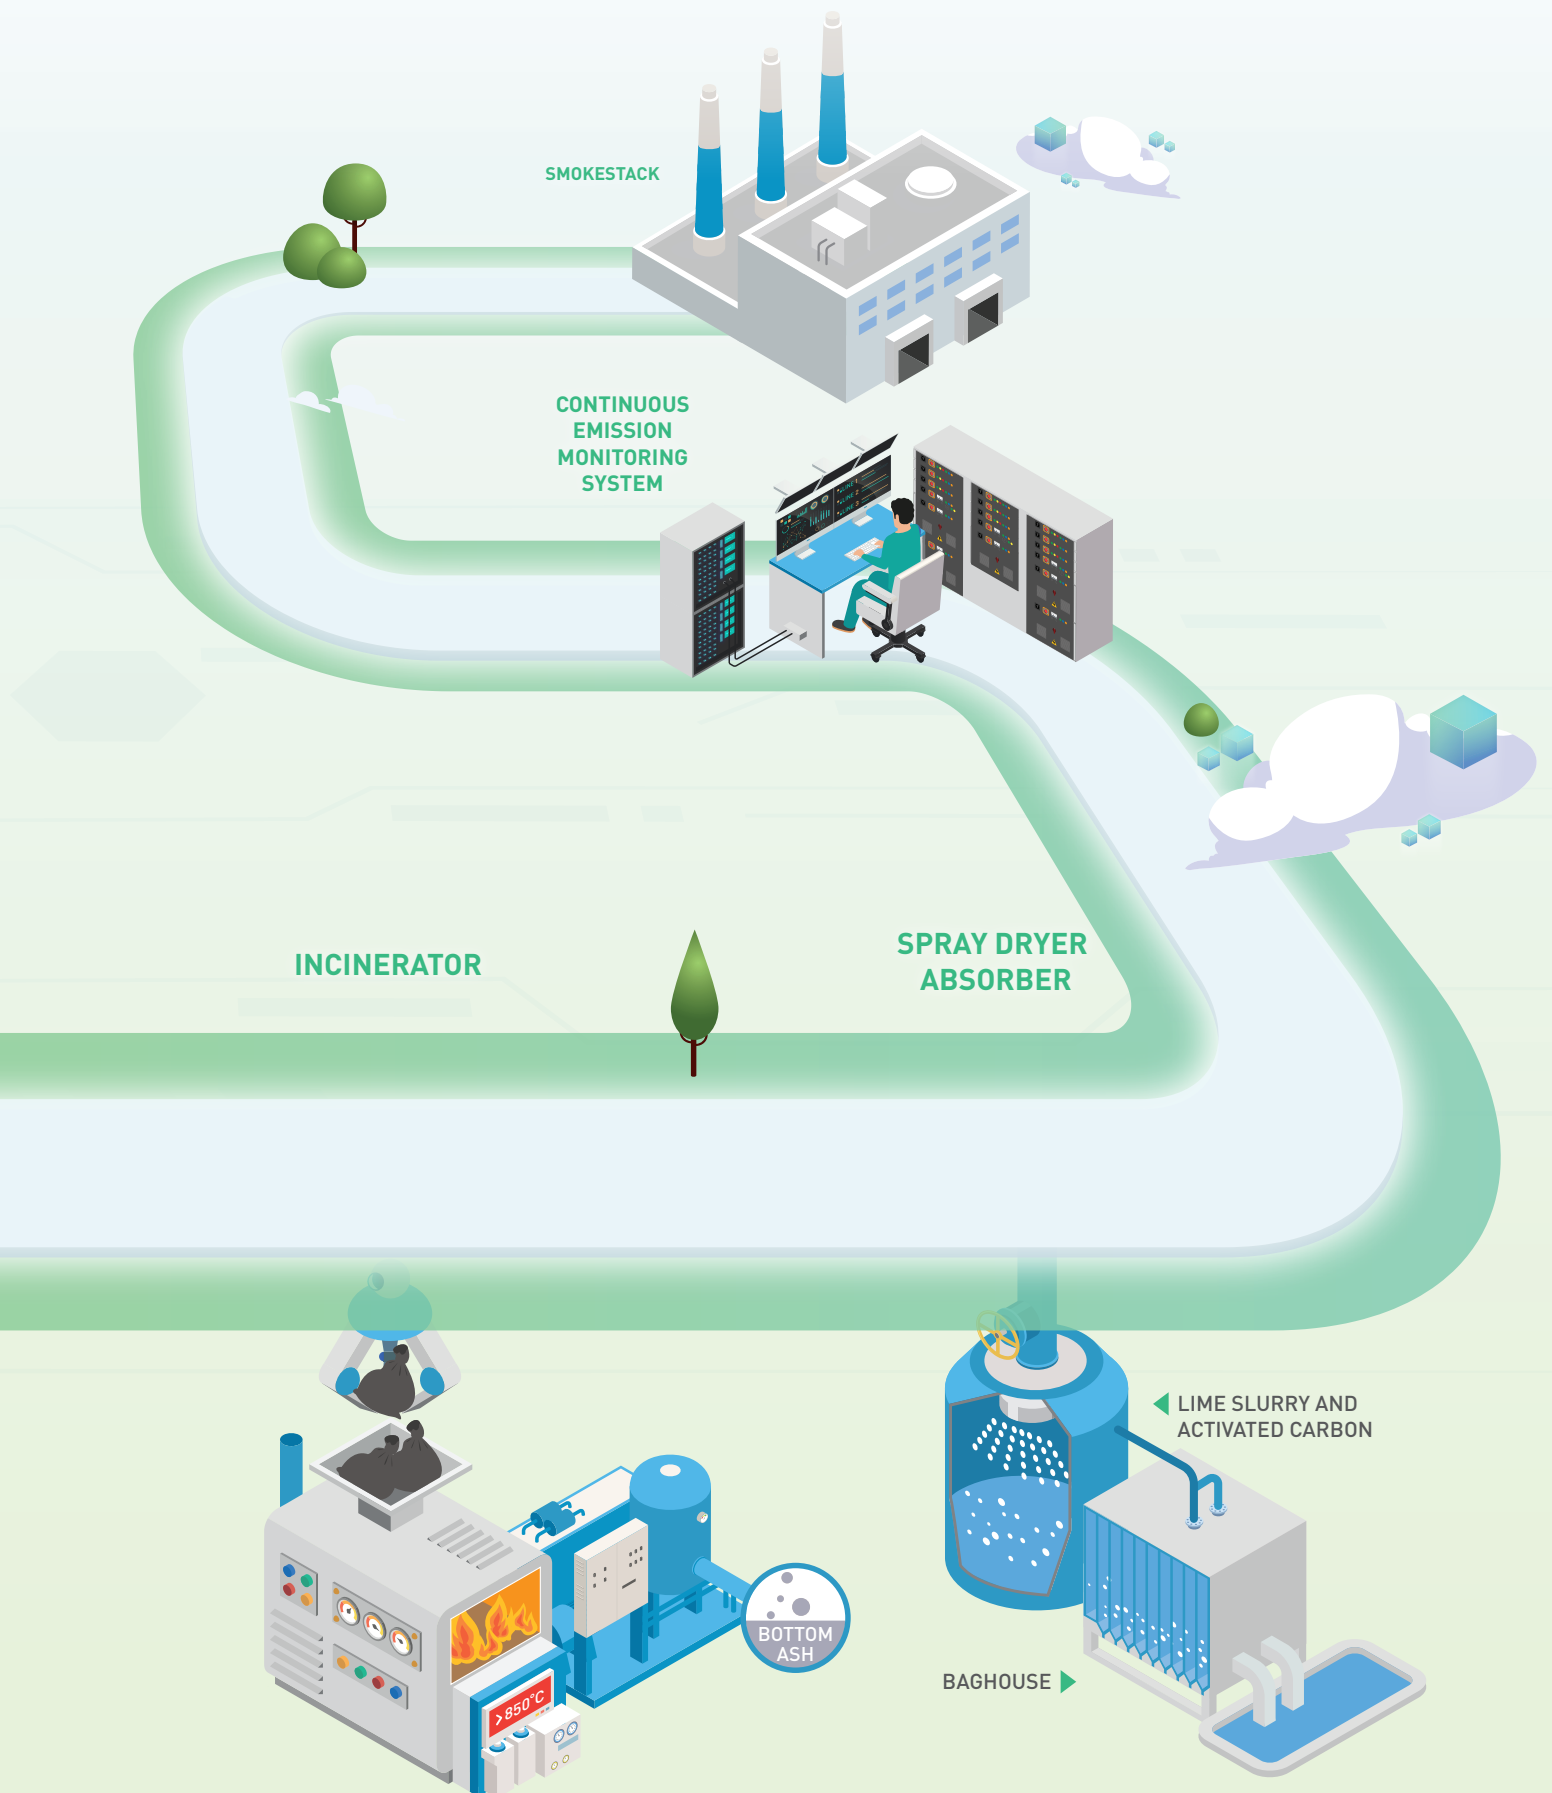 SMOKESTACK
CONTINUOUS
EMISSION
MONITORING
SYSTEM
INCINERATOR
SPRAY DRYER
ABSORBER
LIME SLURRY AND
ACTIVATED CARBON
BOTTOM
ASH
BAGHOUSE
>850°C